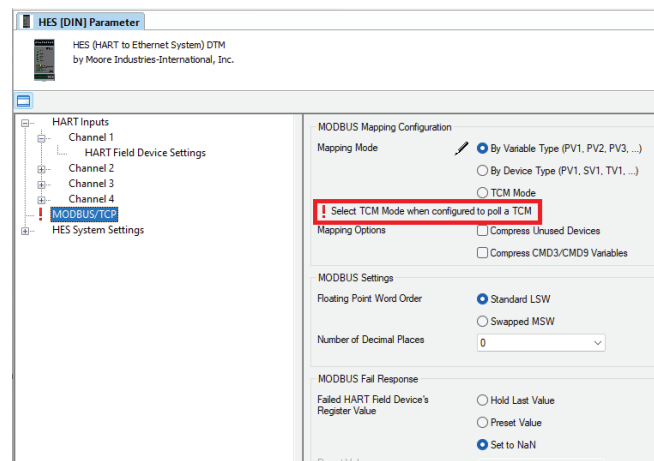 HES [DIN] Parameter
HES (HART to Ethernet System) DTM
by Moore Industries-International, Inc.
HART Inputs
Channel 1
HART Field Device Settings
Channel 2
Channel 3
Channel 4
! MODBUS/TCP
HES System Settings
MODBUS Mapping Configuration
Mapping Mode
By Variable Type (PV1, PV2, PV3, ...)
By Device Type (PV1, SV1, TV1, ...)
TCM Mode
! Select TCM Mode when configured to poll a TCM
Mapping Options
Compress Unused Devices
Compress CMD3/CMD9 Variables
MODBUS Settings
Floating Point Word Order
Standard LSW
Swapped MSW
Number of Decimal Places
0
MODBUS Fail Response
Failed HART Field Device's
Register Value
Hold Last Value
Preset Value
Set to NaN